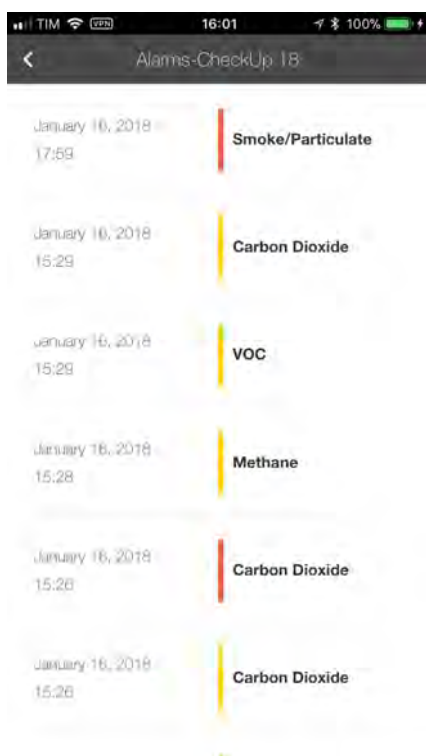 TIM VPN 16:01 100%
Alarms-CheckUp 18
January 16, 2018
17:59
Smoke/Particulate
January 16, 2018
15:29
Carbon Dioxide
January 16, 2018
15:29
VOC
January 16, 2018
15:28
Methane
January 16, 2018
15:26
Carbon Dioxide
January 16, 2018
15:26
Carbon Dioxide